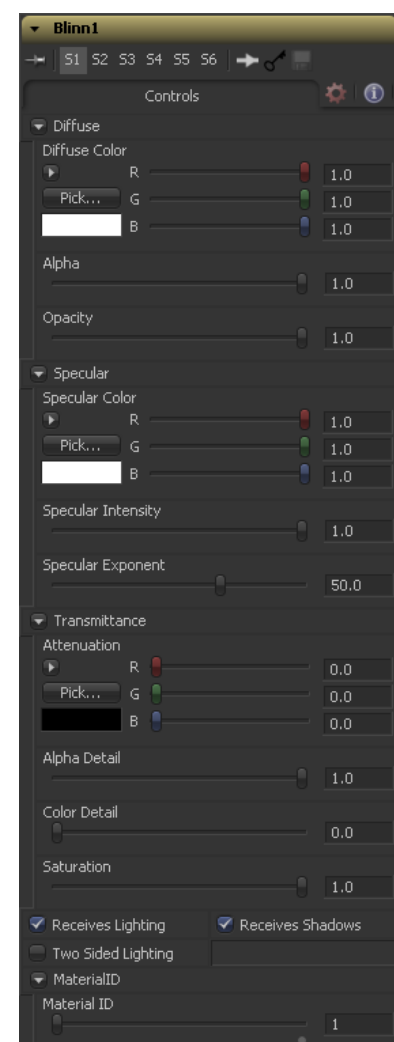 Blinn1
S1 S2 S3 S4 S5 S6
Controls
Diffuse
Diffuse Color
R 1.0
Pick... G 1.0
B 1.0
Alpha
1.0
Opacity
1.0
Specular
Specular Color
R 1.0
Pick... G 1.0
B 1.0
Specular Intensity
1.0
Specular Exponent
50.0
Transmittance
Attenuation
R 0.0
Pick... G 0.0
B 0.0
Alpha Detail
1.0
Color Detail
0.0
Saturation
1.0
Receives Lighting Receives Shadows
Two Sided Lighting
MaterialID
Material ID
1